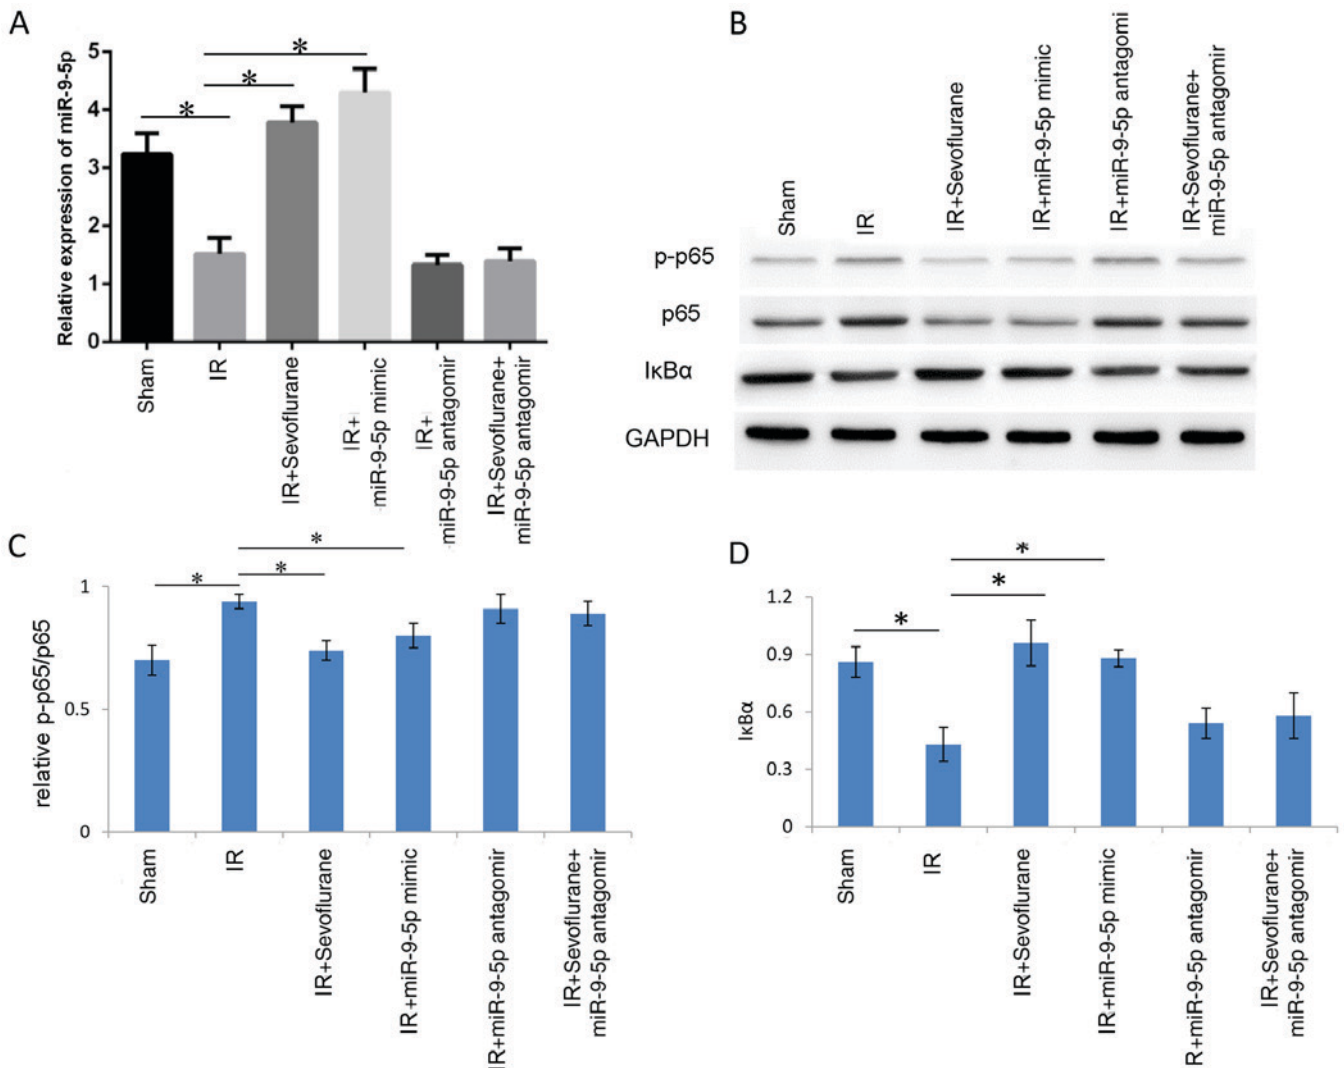 A
Relative expression of miR-9-5p
5
4
3
2
1
0
*
*
*
Sham
IR
IR+Sevoflurane
IR+
miR-9-5p mimic
IR+
miR-9-5p antagomir
IR+Sevoflurane+
miR-9-5p antagomir
B
Sham
IR
IR+Sevoflurane
IR+miR-9-5p mimic
IR+miR-9-5p antagomi
IR+Sevoflurane+
miR-9-5p antagomir
p-p65
p65
IκBα
GAPDH
C
relative p-p65/p65
1
0.5
0
*
*
*
Sham
IR
IR+Sevoflurane
IR+miR-9-5p mimic
IR+miR-9-5p antagomir
IR+Sevoflurane+
miR-9-5p antagomir
D
IκBα
1.2
0.9
0.6
0.3
0
*
*
*
Sham
IR
IR+Sevoflurane
IR+miR-9-5p mimic
R+miR-9-5p antagomir
IR+Sevoflurane+
miR-9-5p antagomir